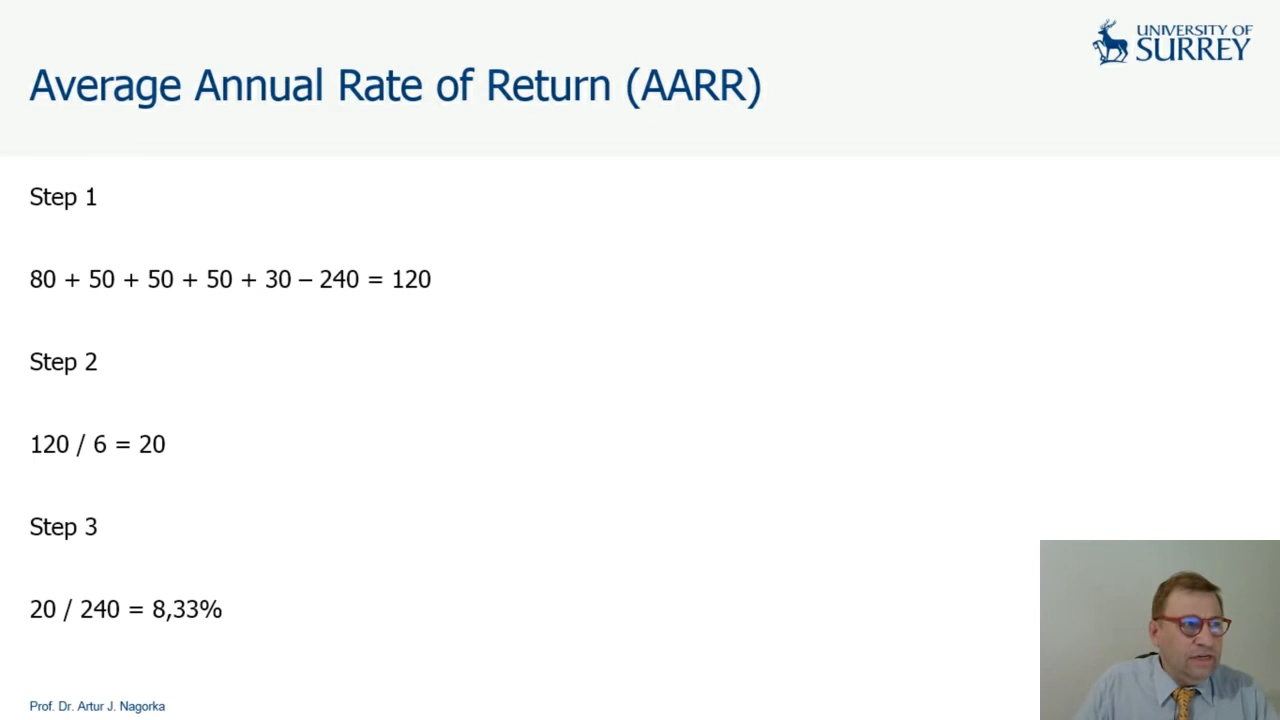 UNIVERSITY OF
SURREY
Average Annual Rate of Return (AARR)
Step 1
80 + 50 + 50 + 50 + 30 – 240 = 120
Step 2
120 / 6 = 20
Step 3
20 / 240 = 8,33%
Prof. Dr. Artur J. Nagorka